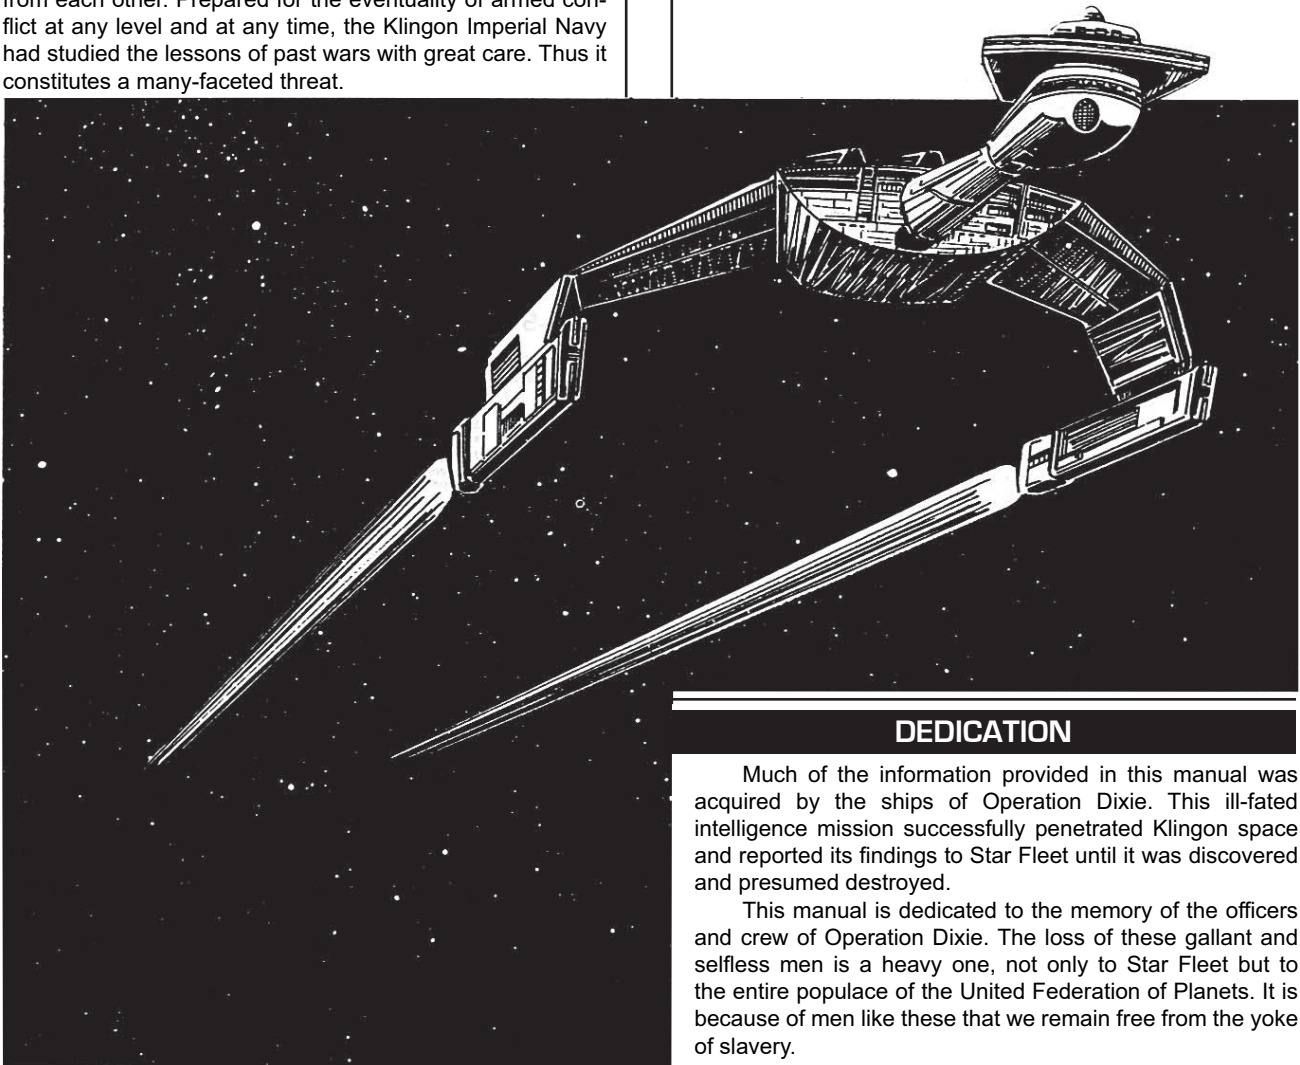 from each other. Prepared for the eventuality of armed con-
flict at any level and at any time, the Klingon Imperial Navy
had studied the lessons of past wars with great care. Thus it
constitutes a many-faceted threat.
DEDICATION
Much of the information provided in this manual was
acquired by the ships of Operation Dixie. This ill-fated
intelligence mission successfully penetrated Klingon space
and reported its findings to Star Fleet until it was discovered
and presumed destroyed.
This manual is dedicated to the memory of the officers
and crew of Operation Dixie. The loss of these gallant and
selfless men is a heavy one, not only to Star Fleet but to
the entire populace of the United Federation of Planets. It is
because of men like these that we remain free from the yoke
of slavery.